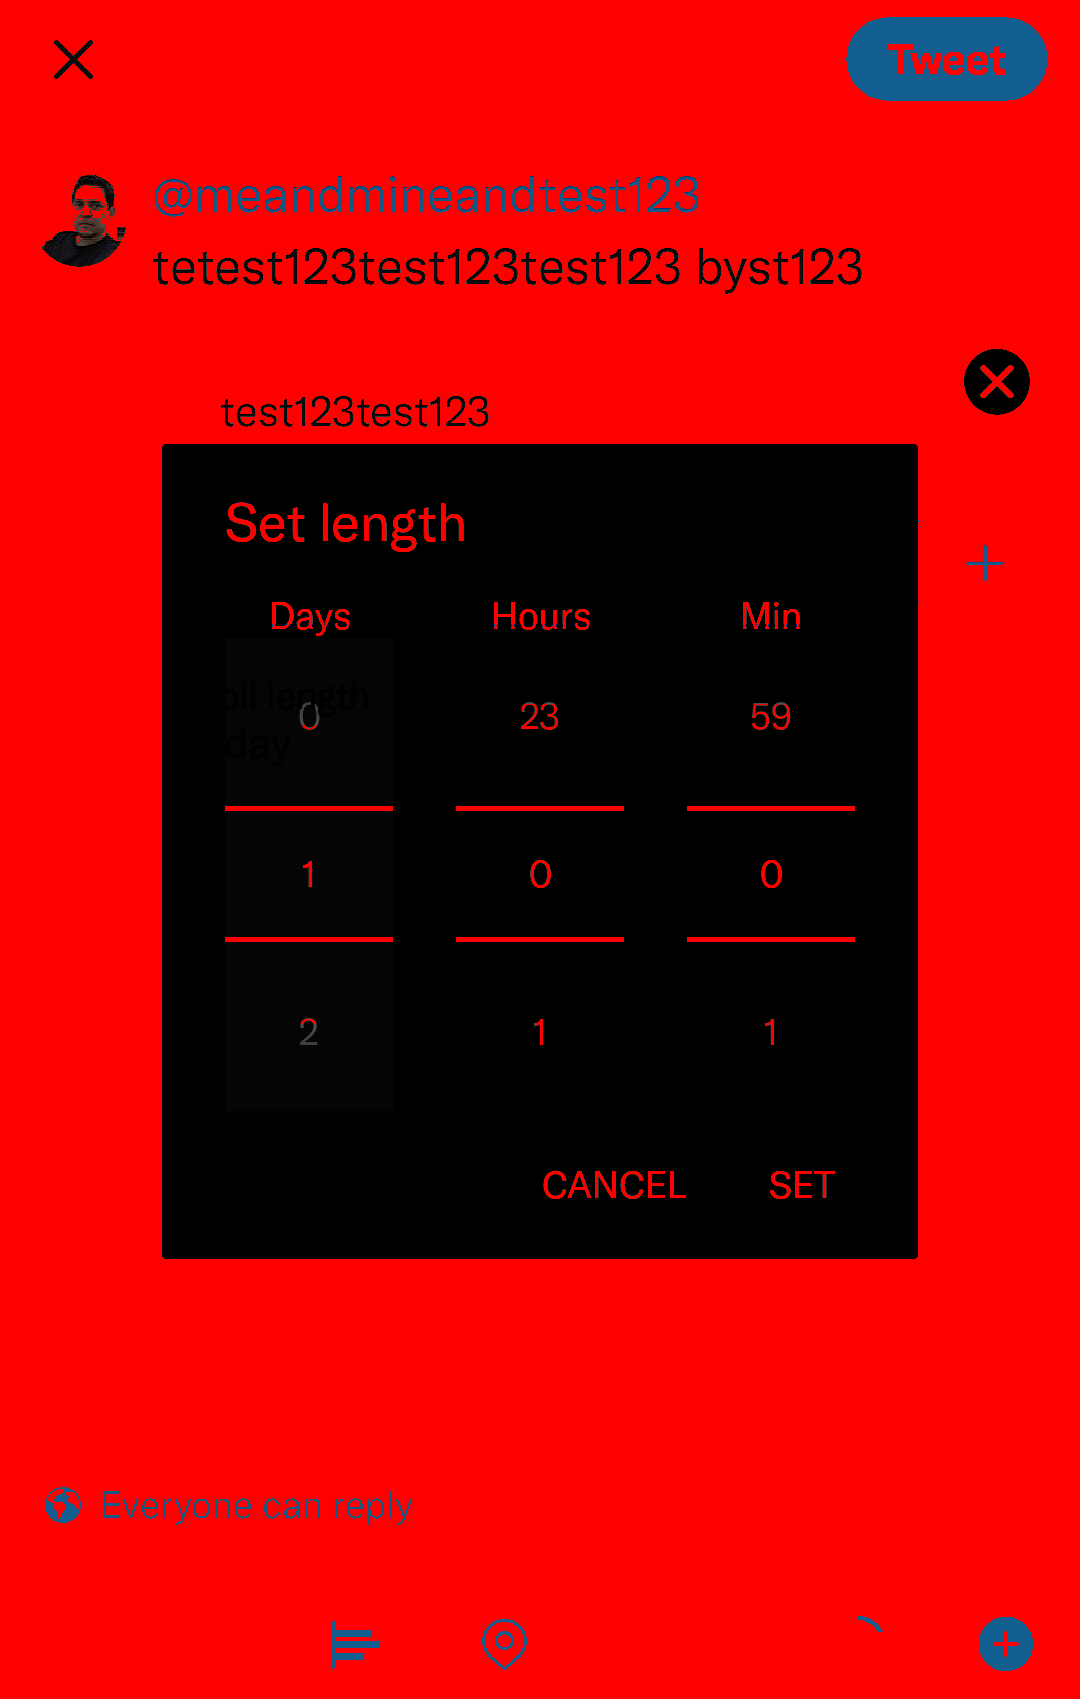 Tweet
@meandmineandtest123
tetest123test123test123 byst123
test123test123
Set length
Days Hours Min
oll length
0 23 59
day
1 0 0
2 1 1
CANCEL SET
Everyone can reply